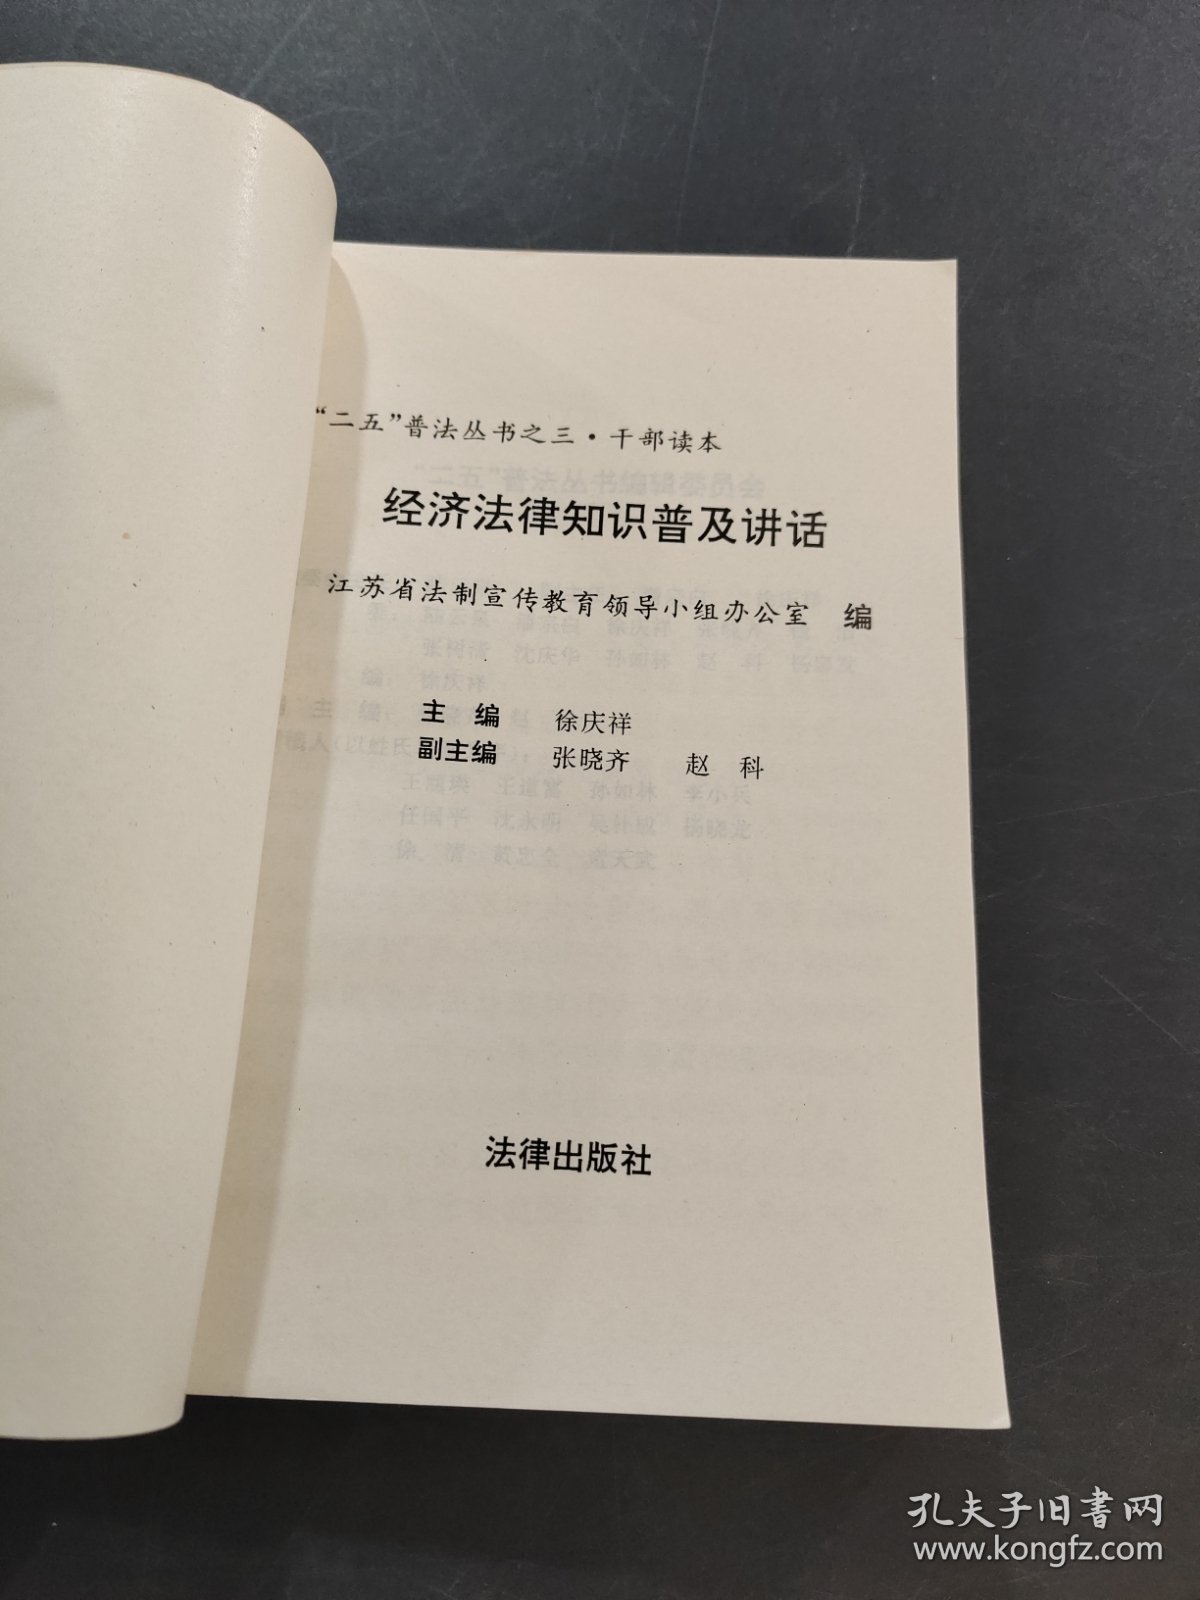 “二五”普法丛书之三·干部读本
经济法律知识普及讲话
江苏省法制宣传教育领导小组办公室 编
主 编 徐庆祥
副主编 张晓齐 赵 科
法律出版社
孔夫子旧书网
www.kongfz.com